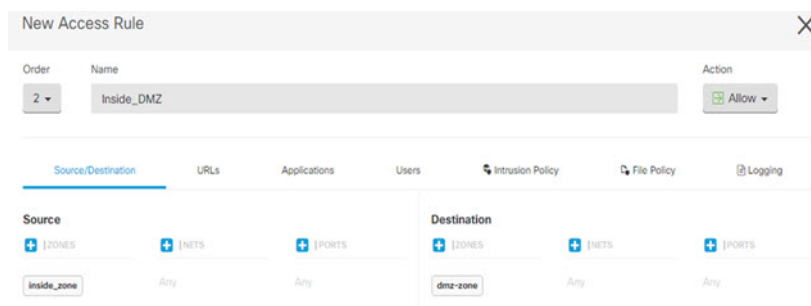 New Access Rule
Order Name Action
2 Inside_DMZ Allow
Source/Destination URLs Applications Users Intrusion Policy File Policy Logging
Source Destination
ZONES NETS PORTS ZONES NETS PORTS
inside_zone Any Any dmz-zone Any Any